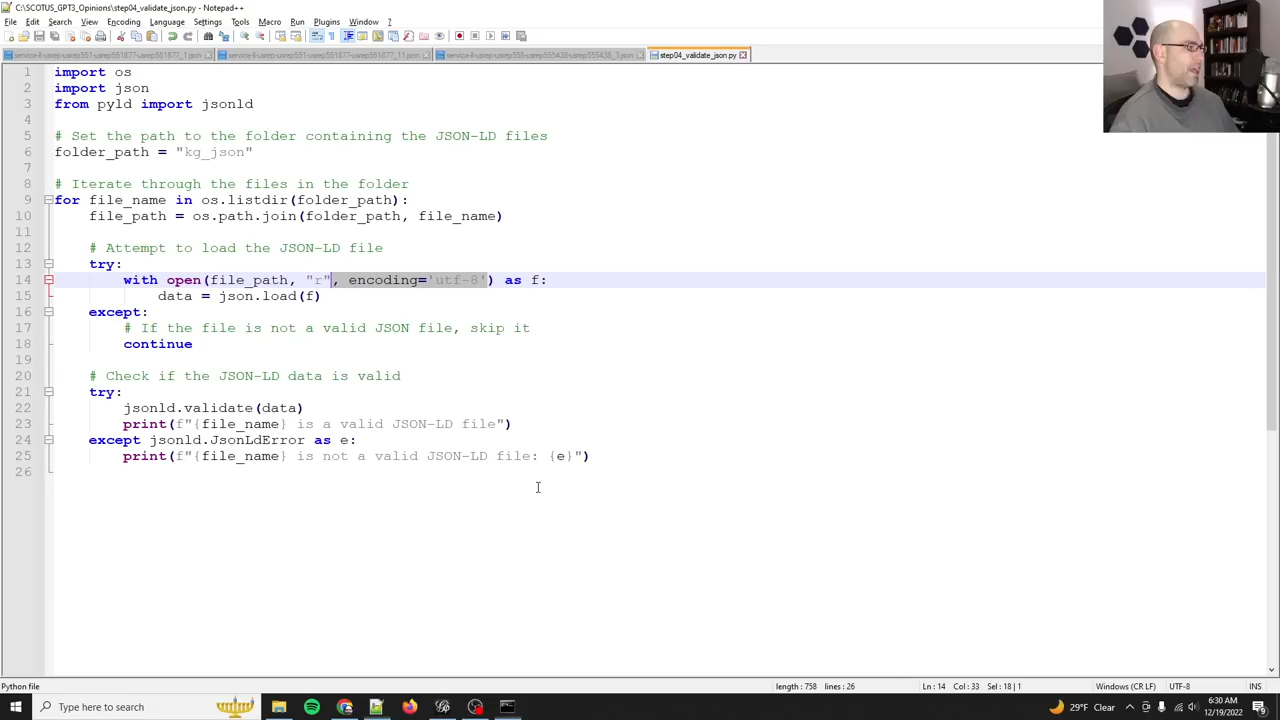 C:\SCOTUS_GPT3_Opinions\step04_validate_json.py - Notepad++
File Edit Search View Encoding Language Settings Tools Macro Run Plugins Window ?
step04_validate_json.py
1 import os
2 import json
3 from pyld import jsonld
4
5 # Set the path to the folder containing the JSON-LD files
6 folder_path = "kg_json"
7
8 # Iterate through the files in the folder
9 for file_name in os.listdir(folder_path):
10 file_path = os.path.join(folder_path, file_name)
11
12 # Attempt to load the JSON-LD file
13 try:
14 with open(file_path, "r", encoding='utf-8') as f:
15 data = json.load(f)
16 except:
17 # If the file is not a valid JSON file, skip it
18 continue
19
20 # Check if the JSON-LD data is valid
21 try:
22 jsonld.validate(data)
23 print(f"{file_name} is a valid JSON-LD file")
24 except jsonld.JsonLdError as e:
25 print(f"{file_name} is not a valid JSON-LD file: {e}")
26
Python file length : 758 lines : 26 Ln : 14 Col : 33 Sel : 18 | 1 Windows (CR LF) UTF-8 INS
Type here to search 29°F Clear 6:30 AM
12/19/2022